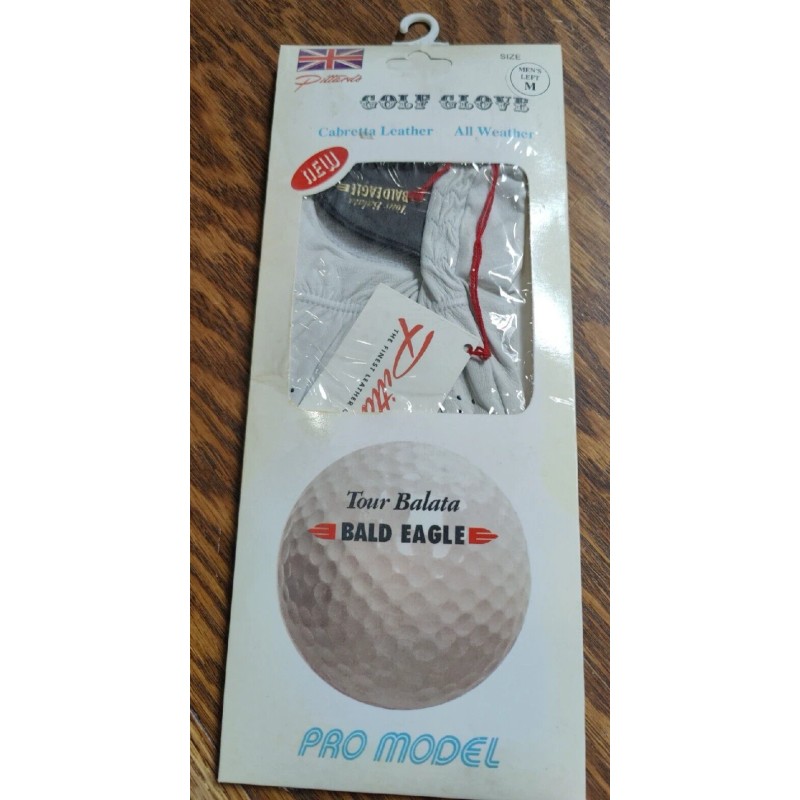 SIZE
MEN'S
LEFT
M
Pittards
GOLF GLOVE
Cabretta Leather All Weather
NEW
Tour Balata
BALD EAGLE
THE FINEST LEATHER
Pitta
Tour Balata
BALD EAGLE
PRO MODEL